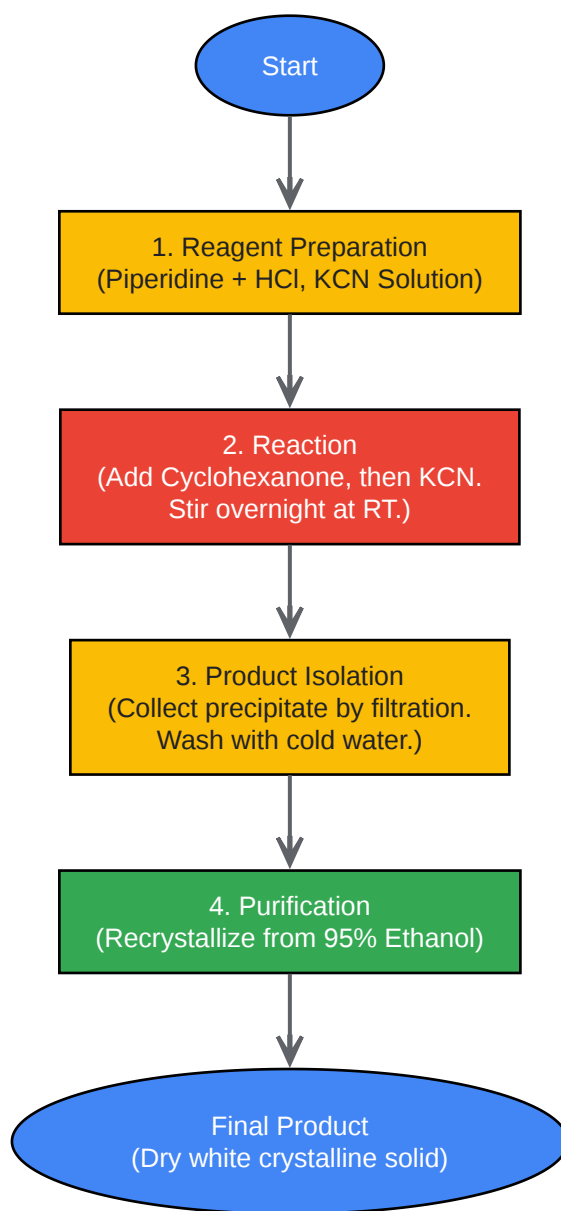 Start
1. Reagent Preparation
(Piperidine + HCl, KCN Solution)
2. Reaction
(Add Cyclohexanone, then KCN.
Stir overnight at RT.)
3. Product Isolation
(Collect precipitate by filtration.
Wash with cold water.)
4. Purification
(Recrystallize from 95% Ethanol)
Final Product
(Dry white crystalline solid)